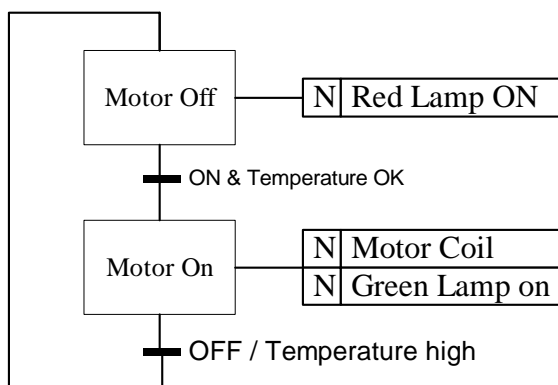 Motor Off
N Red Lamp ON
ON & Temperature OK
Motor On
N Motor Coil
N Green Lamp on
OFF / Temperature high